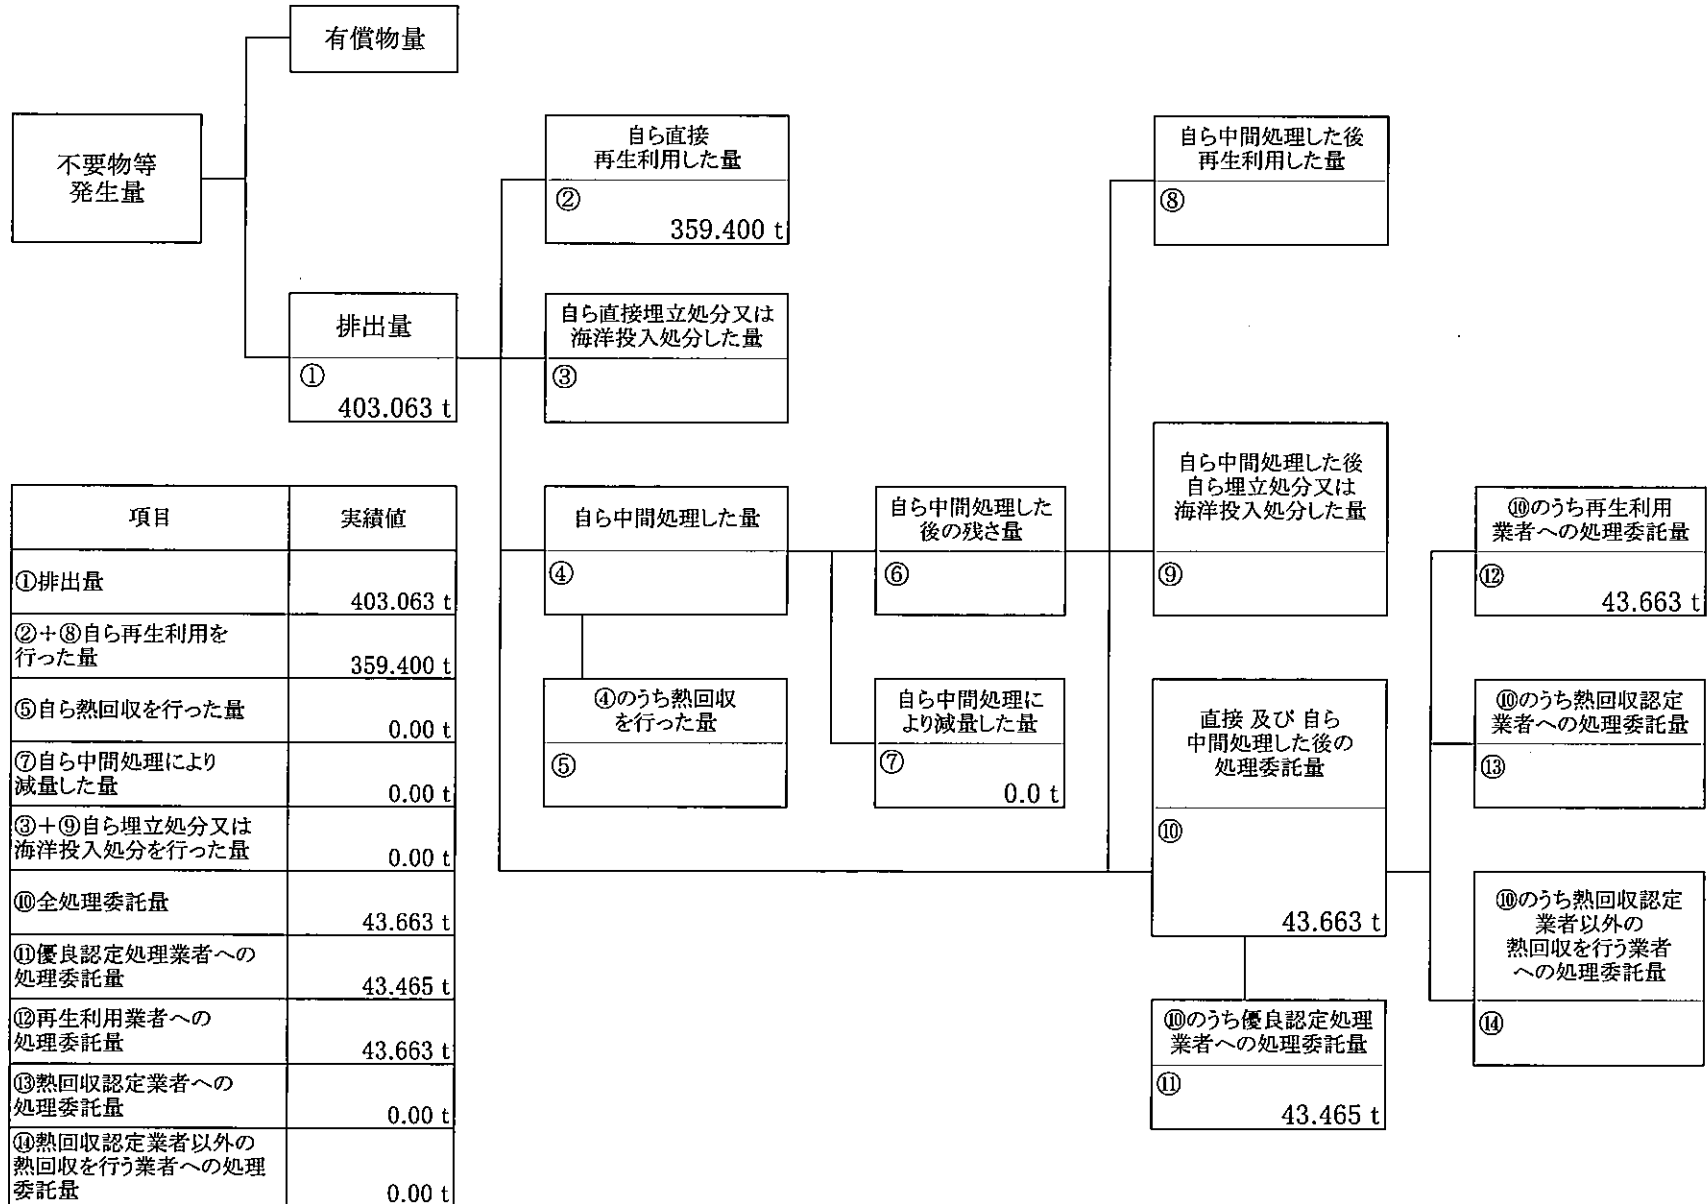 有償物量
不要物等
発生量
排出量
①
403.063 t
自ら直接
再生利用した量
②
359.400 t
自ら直接埋立処分又は
海洋投入処分した量
③
自ら中間処理した量
④
④のうち熱回収
を行った量
⑤
自ら中間処理した
後の残さ量
⑥
自ら中間処理に
より減量した量
⑦
0.0 t
自ら中間処理した後
再生利用した量
⑧
自ら中間処理した後
自ら埋立処分又は
海洋投入処分した量
⑨
直接 及び 自ら
中間処理した後の
処理委託量
⑩
43.663 t
⑩のうち優良認定処理
業者への処理委託量
⑪
43.465 t
⑩のうち再生利用
業者への処理委託量
⑫
43.663 t
⑩のうち熱回収認定
業者への処理委託量
⑬
⑩のうち熱回収認定
業者以外の
熱回収を行う業者
への処理委託量
⑭
項目 実績値
①排出量
403.063 t
②+⑧自ら再生利用を
行った量
359.400 t
⑤自ら熱回収を行った量
0.00 t
⑦自ら中間処理により
減量した量
0.00 t
③+⑨自ら埋立処分又は
海洋投入処分を行った量
0.00 t
⑩全処理委託量
43.663 t
⑪優良認定処理業者への
処理委託量
43.465 t
⑫再生利用業者への
処理委託量
43.663 t
⑬熱回収認定業者への
処理委託量
0.00 t
⑭熱回収認定業者以外の
熱回収を行う業者への処理
委託量
0.00 t